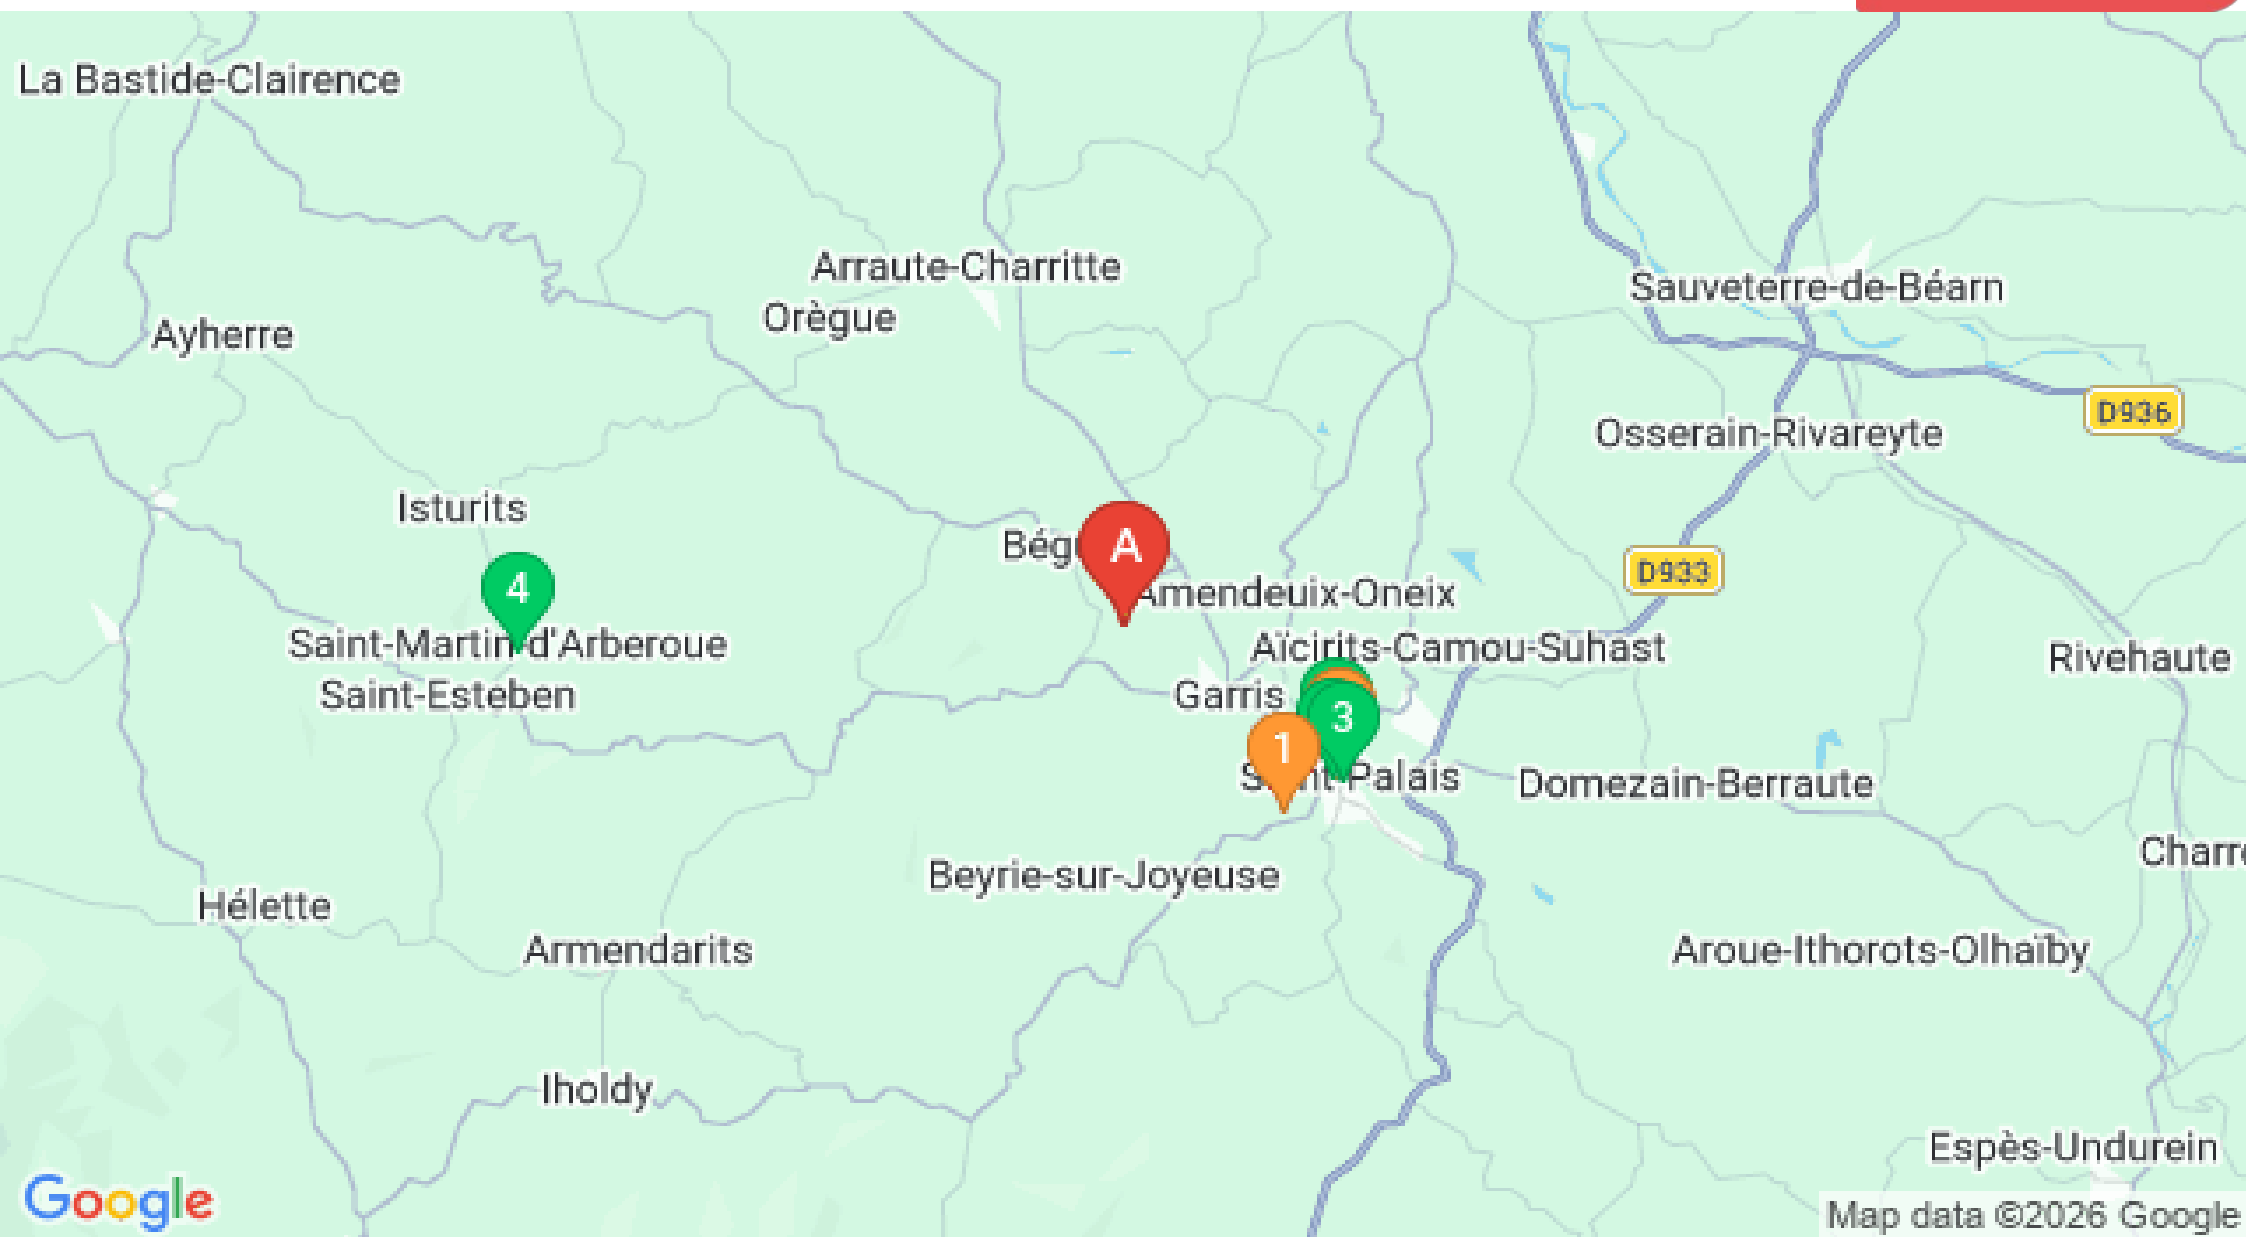 La Bastide-Clairence
Arraute-Charritte
Sauveterre-de-Béarn
Orègue
Ayherre
D936
Osserain-Rivareyte
Isturits
A
D933
4
Amendeuix-Oneix
Saint-Martin-d'Arberoue
Aïcirits-Camou-Suhast
Rivehaute
Saint-Esteben
Garris
3
1
Palais
Domezain-Berraute
Beyrie-sur-Joyeuse
Hélette
Armendarits
Aroue-Ithorots-Olhaïby
Iholdy
Espès-Undurein
Google
Map data ©2026 Google